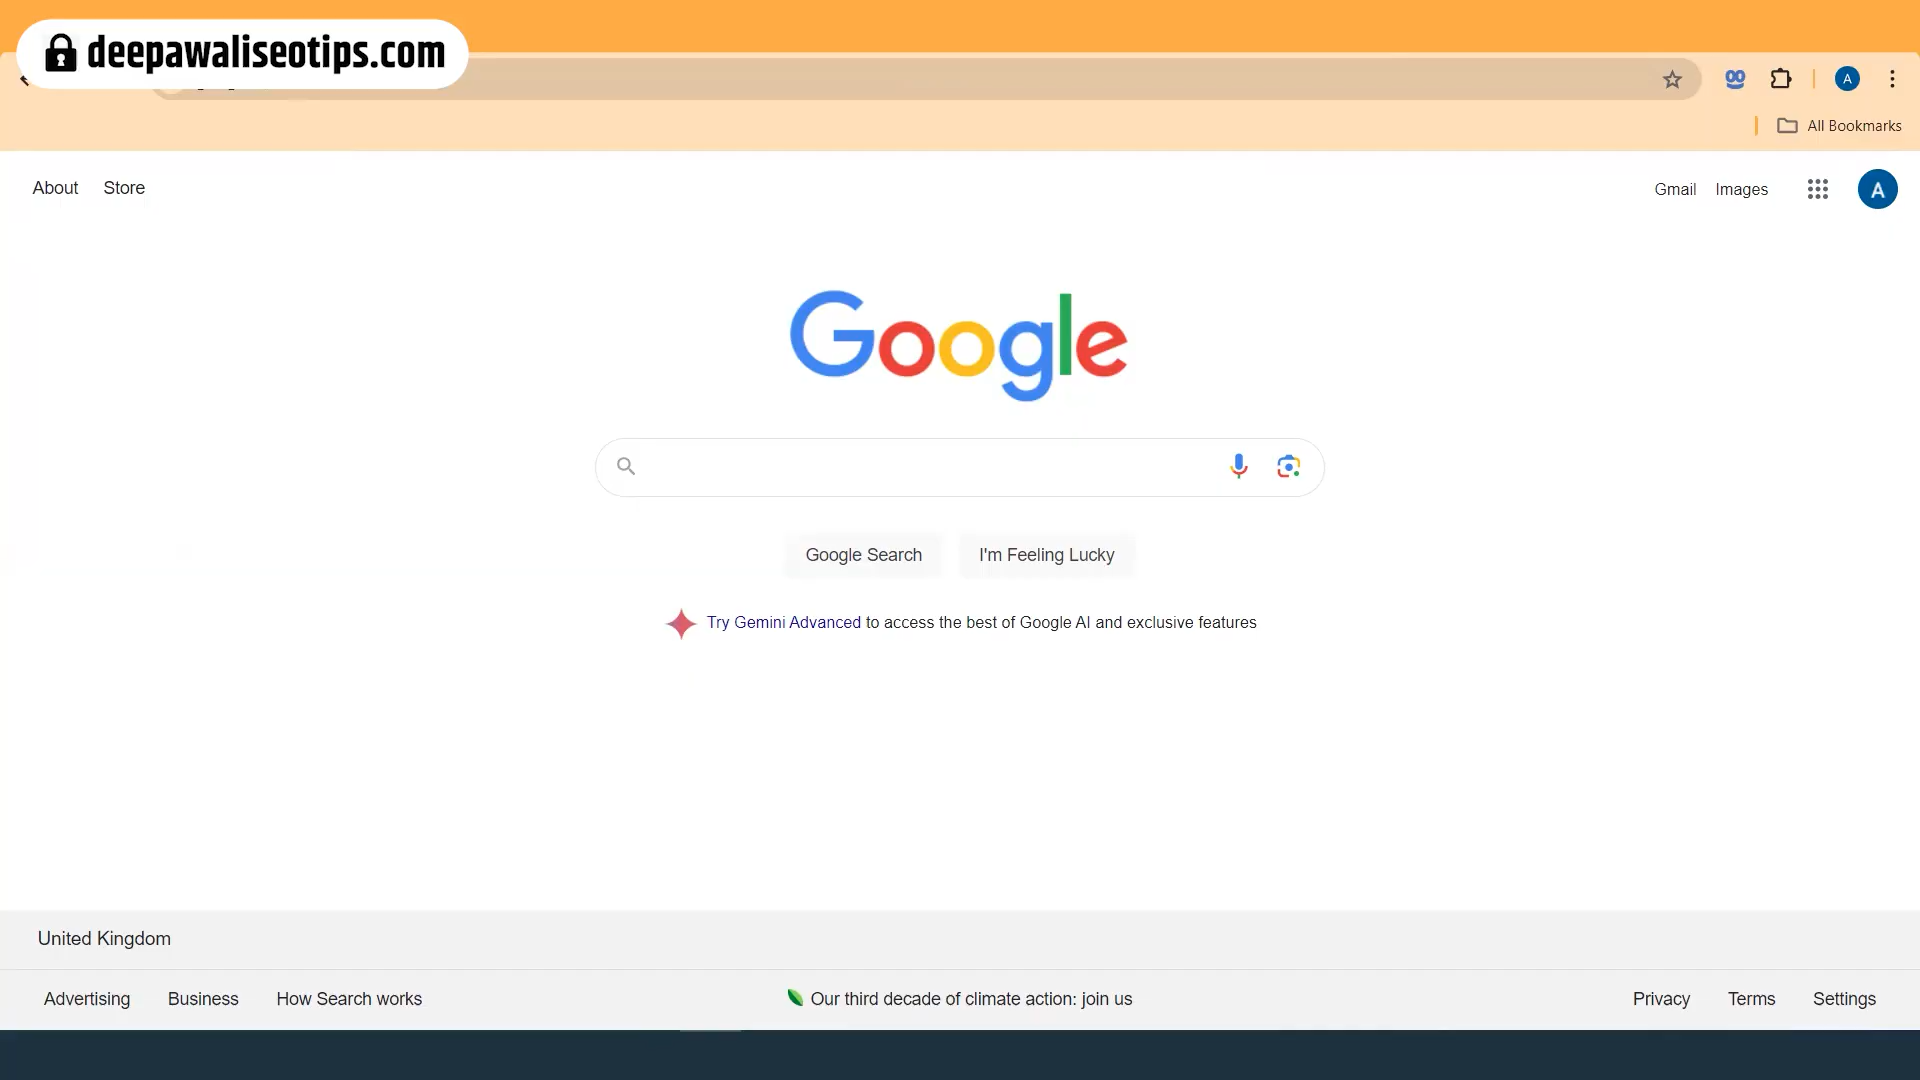 deepawaliseotips.com
A
All Bookmarks
About Store
Gmail Images A
Google
Google Search I'm Feeling Lucky
Try Gemini Advanced to access the best of Google AI and exclusive features
United Kingdom
Advertising Business How Search works
Our third decade of climate action: join us
Privacy Terms Settings